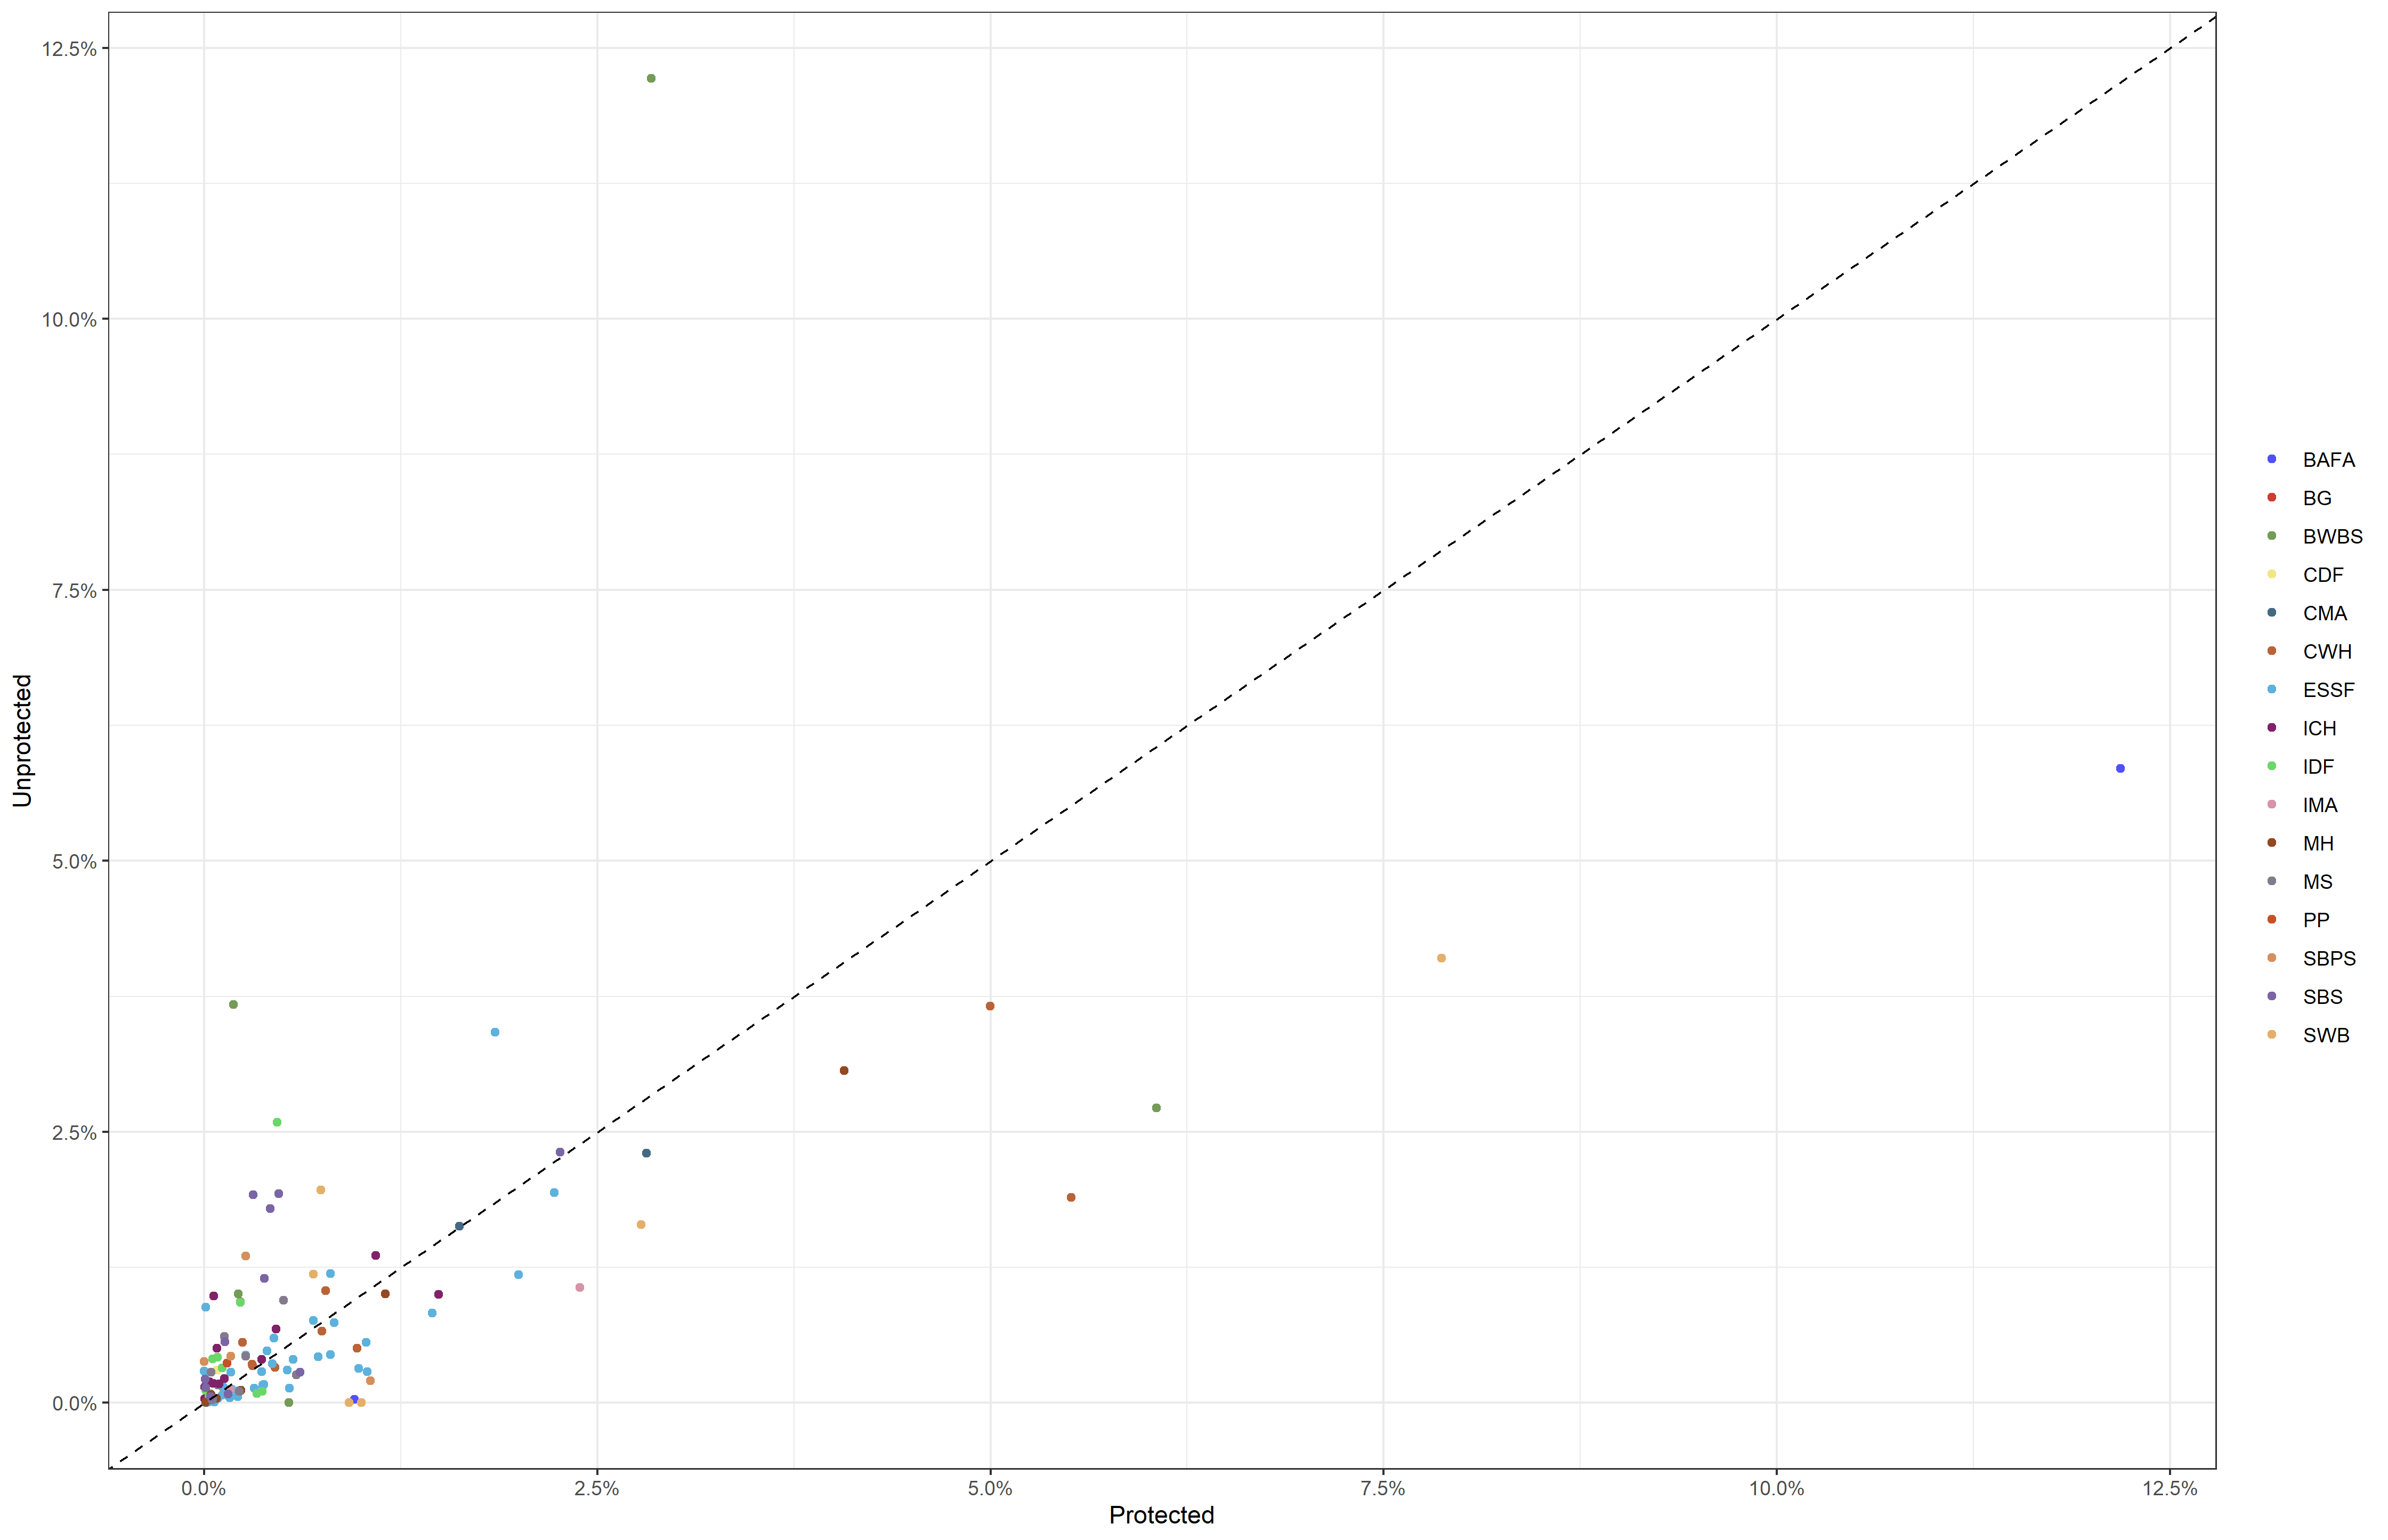 12.5%
10.0%
7.5%
5.0%
2.5%
0.0%
Unprotected
0.0%
2.5%
5.0%
7.5%
10.0%
12.5%
Protected
BAFA
BG
BWBS
CDF
CMA
CWH
ESSF
ICH
IDF
IMA
MH
MS
PP
SBPS
SBS
SWB